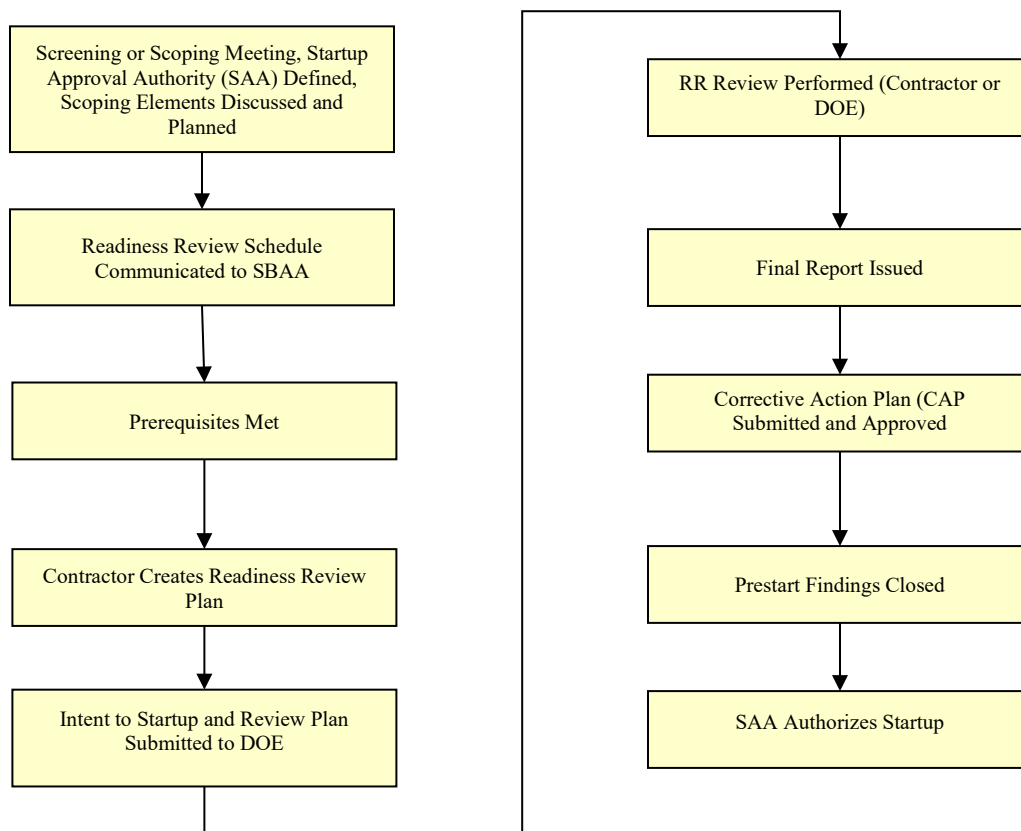 Screening or Scoping Meeting, Startup
Approval Authority (SAA) Defined,
Scoping Elements Discussed and
Planned
Readiness Review Schedule
Communicated to SBAA
Prerequisites Met
Contractor Creates Readiness Review
Plan
Intent to Startup and Review Plan
Submitted to DOE
RR Review Performed (Contractor or
DOE)
Final Report Issued
Corrective Action Plan (CAP
Submitted and Approved
Prestart Findings Closed
SAA Authorizes Startup